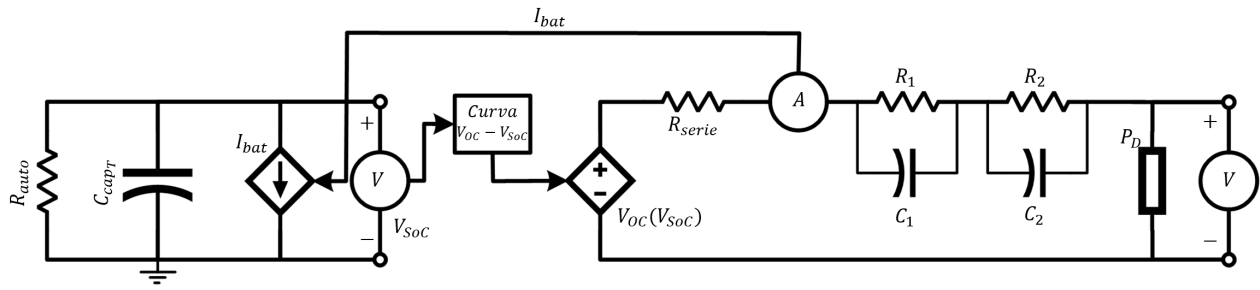 I_bat
R_auto
C_cap_T
I_bat
+
V
−
V_SoC
Curva
V_OC − V_SoC
+
−
V_OC(V_SoC)
R_serie
A
R_1
C_1
R_2
C_2
P_D
+
V
−